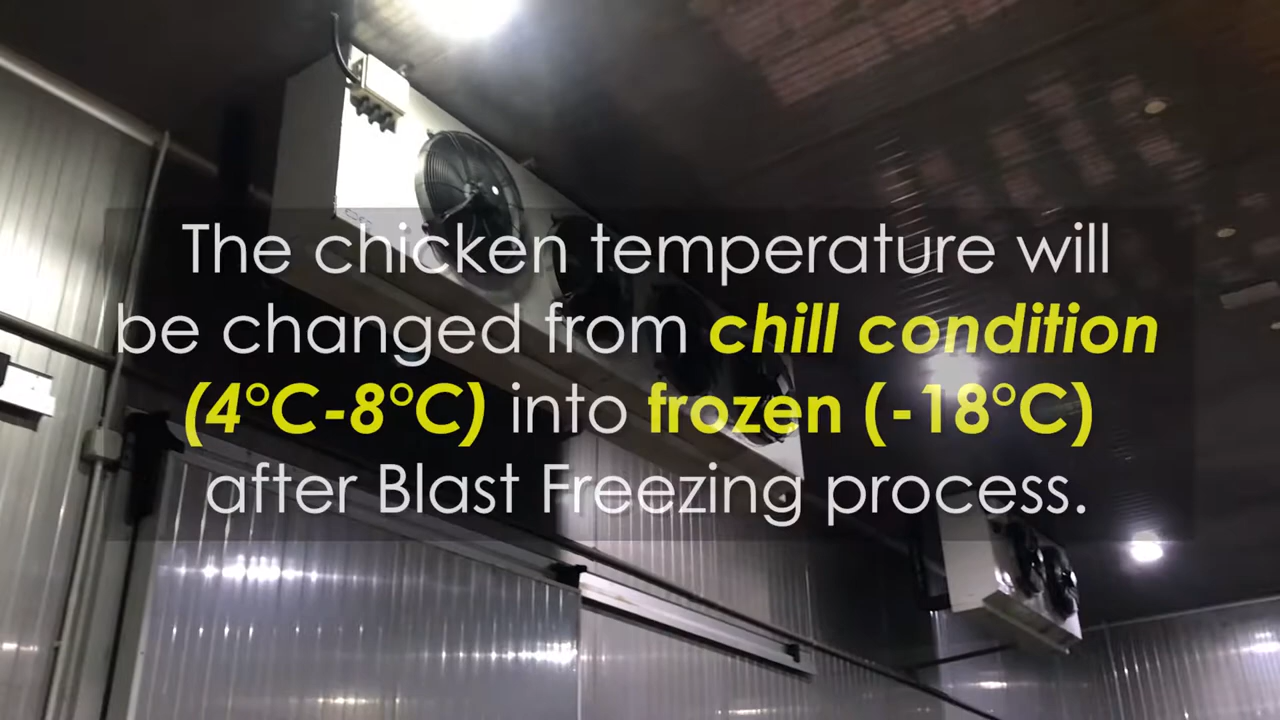 The chicken temperature will
be changed from chill condition
(4°C-8°C) into frozen (-18°C)
after Blast Freezing process.